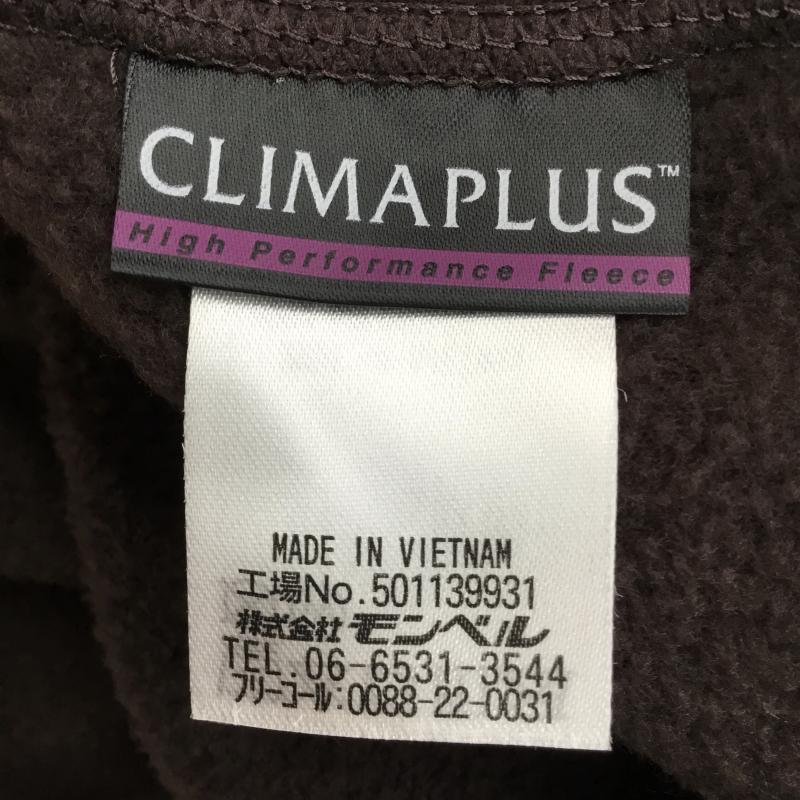 CLIMAPLUS™
High Performance Fleece
MADE IN VIETNAM
工場No.501139931
株式会社モンベル
TEL.06-6531-3544
フリーコール:0088-22-0031